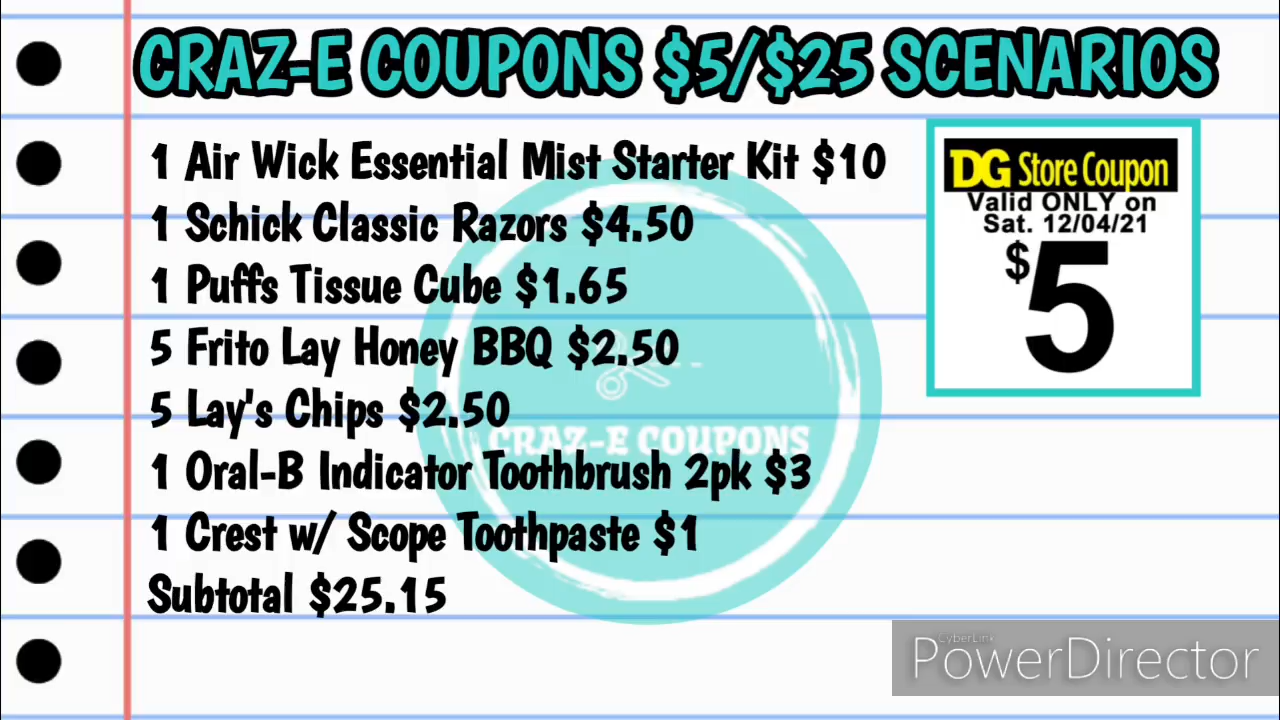 CRAZ-E COUPONS $5/$25 SCENARIOS
1 Air Wick Essential Mist Starter Kit $10
1 Schick Classic Razors $4.50
1 Puffs Tissue Cube $1.65
5 Frito Lay Honey BBQ $2.50
5 Lay's Chips $2.50
1 Oral-B Indicator Toothbrush 2pk $3
1 Crest w/ Scope Toothpaste $1
Subtotal $25.15
DG Store Coupon
Valid ONLY on
Sat. 12/04/21
$5
CRAZ-E COUPONS
CyberLink
PowerDirector